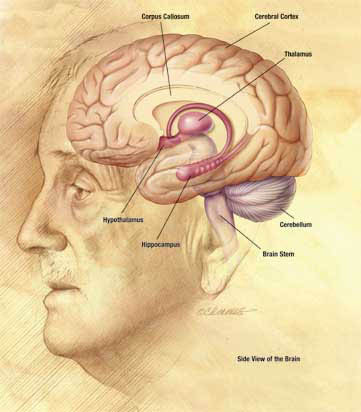 Corpus Callosum
Cerebral Cortex
Thalamus
Hypothalamus
Hippocampus
Cerebellum
Brain Stem
Side View of the Brain